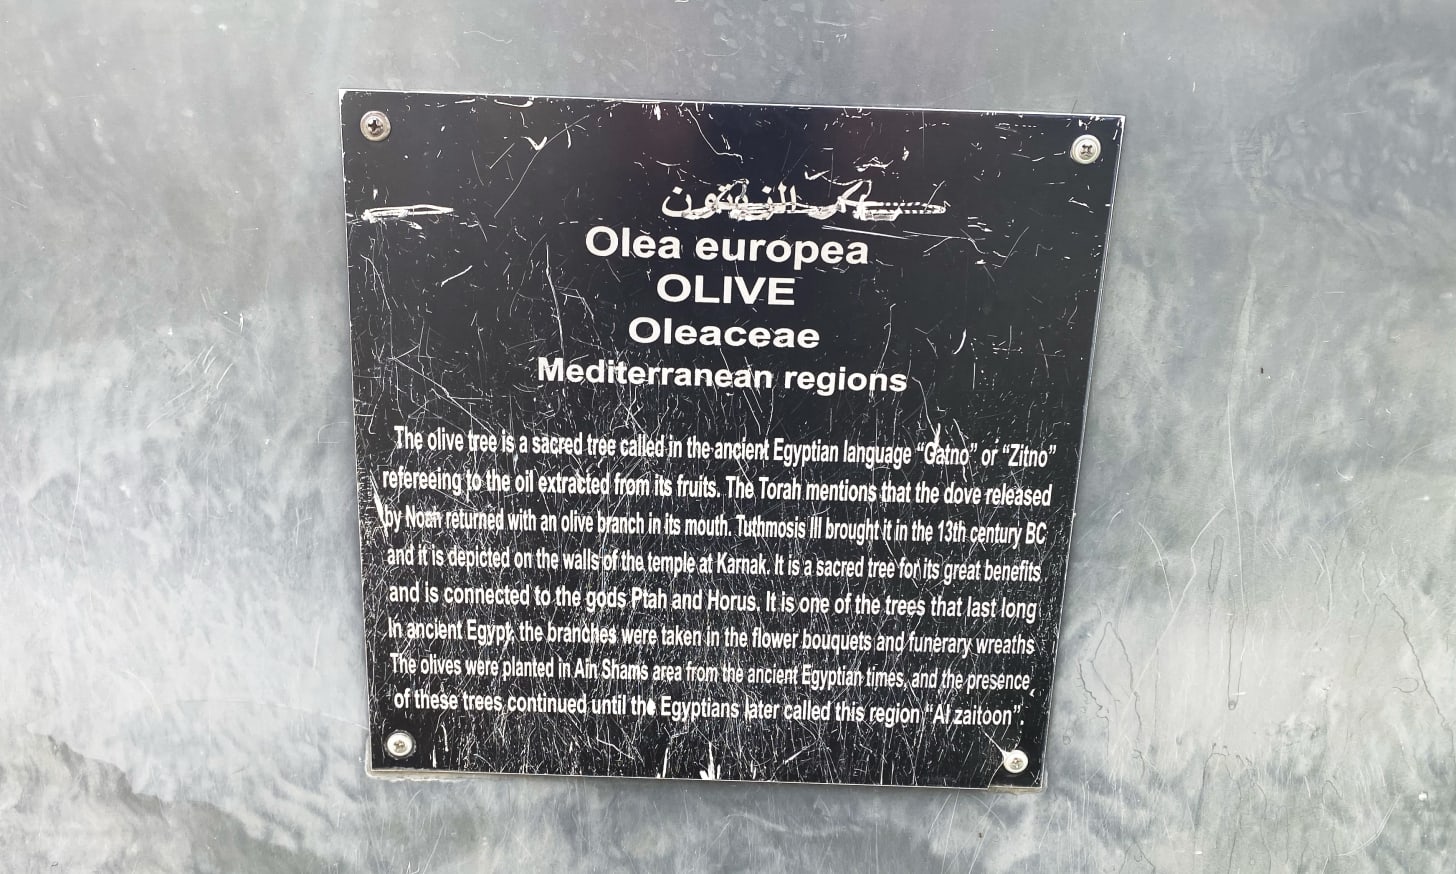 الزيتون
Olea europea
OLIVE
Oleaceae
Mediterranean regions
The olive tree is a sacred tree called in the ancient Egyptian language “Gatno” or “Zitno”
refereeing to the oil extracted from its fruits. The Torah mentions that the dove released
by Noah returned with an olive branch in its mouth. Tuthmosis III brought it in the 13th century BC
and it is depicted on the walls of the temple at Karnak. It is a sacred tree for its great benefits
and is connected to the gods Ptah and Horus. It is one of the trees that last long
In ancient Egypt, the branches were taken in the flower bouquets and funerary wreaths
The olives were planted in Ain Shams area from the ancient Egyptian times, and the presence
of these trees continued until the Egyptians later called this region “Al zaitoon”.